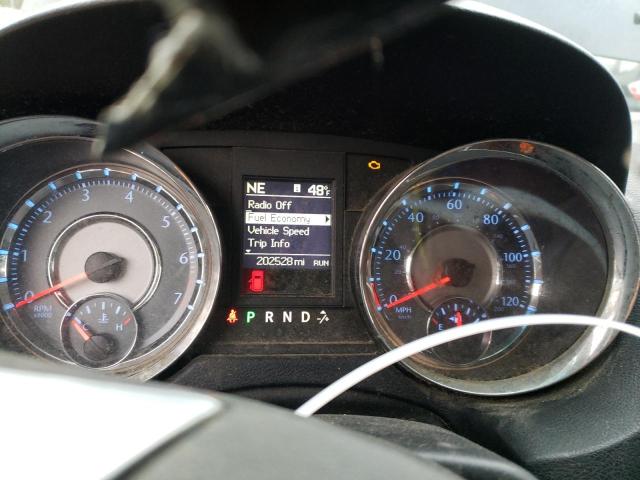 NE 48°F
Radio Off
Fuel Economy
Vehicle Speed
Trip Info
202528 mi RUN
P R N D
0 1 2 3 4 5 6 7
RPM
C H
0 20 40 60 80 100 120
MPH
km/h
E